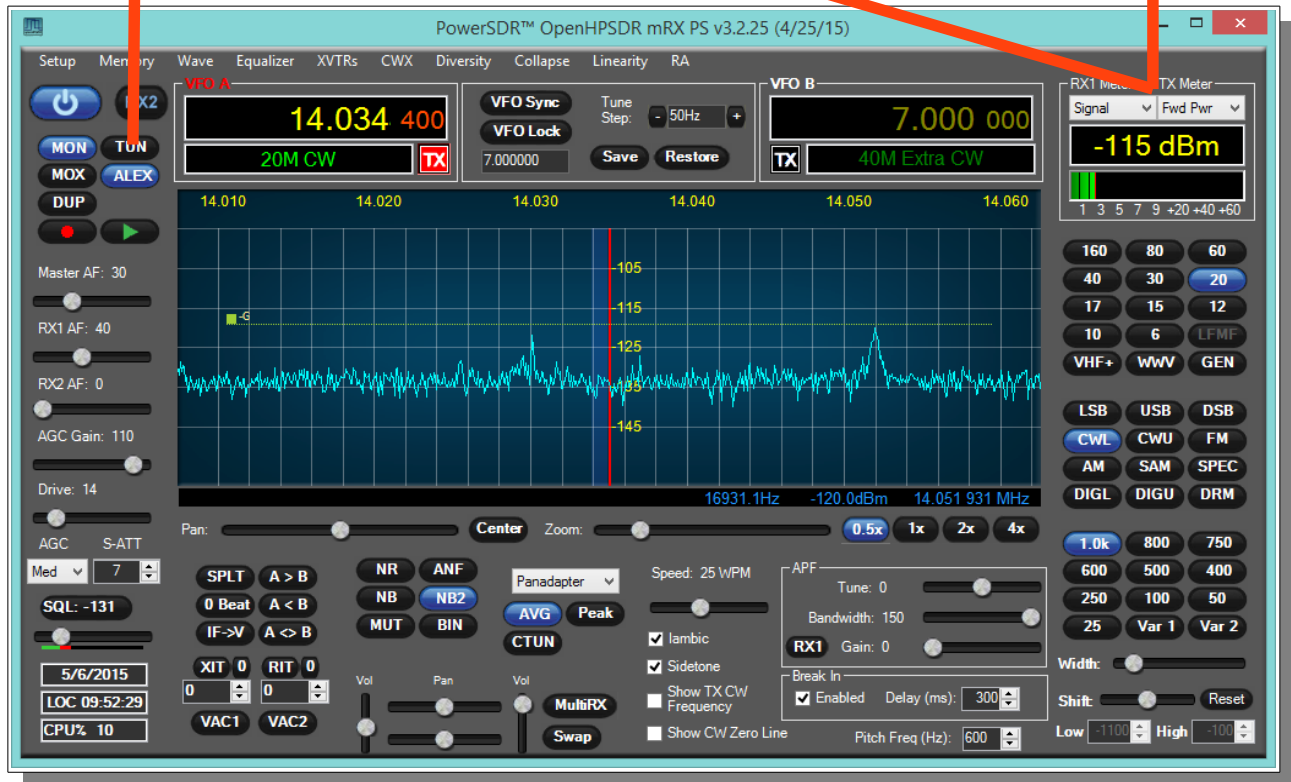 PowerSDR™ OpenHPSDR mRX PS v3.2.25 (4/25/15)
Setup Memory Wave Equalizer XVTRs CWX Diversity Collapse Linearity RA
RX2
MON TUN
MOX ALEX
DUP
VFO A
14.034 400
20M CW TX
VFO Sync
VFO Lock
7.000000
Tune Step: - 50Hz +
Save Restore
VFO B
7.000 000
TX 40M Extra CW
RX1 TX Meter
Signal Fwd Pwr
-115 dBm
1 3 5 7 9 +20 +40 +60
Master AF: 30
RX1 AF: 40
RX2 AF: 0
AGC Gain: 110
Drive: 14
AGC S-ATT
Med 7
SQL: -131
5/6/2015
LOC 09:52:29
CPU% 10
14.010 14.020 14.030 14.040 14.050 14.060
-105
-G
-115
-125
-135
-145
16931.1Hz -120.0dBm 14.051 931 MHz
Pan: Center Zoom: 0.5x 1x 2x 4x
SPLT A > B
0 Beat A < B
IF->V A <> B
XIT 0 RIT 0
0 0
VAC1 VAC2
NR ANF
NB NB2
MUT BIN
Vol Pan Vol
MultiRX
Swap
Panadapter
AVG Peak
CTUN
Speed: 25 WPM
Iambic
Sidetone
Show TX CW
Frequency
Show CW Zero Line
APF
Tune: 0
Bandwidth: 150
RX1 Gain: 0
Break In
Enabled Delay (ms): 300
Pitch Freq (Hz): 600
160 80 60
40 30 20
17 15 12
10 6 LFMF
VHF+ WWV GEN
LSB USB DSB
CWL CWU FM
AM SAM SPEC
DIGL DIGU DRM
1.0k 800 750
600 500 400
250 100 50
25 Var 1 Var 2
Width:
Shift: Reset
Low -1100 High -100